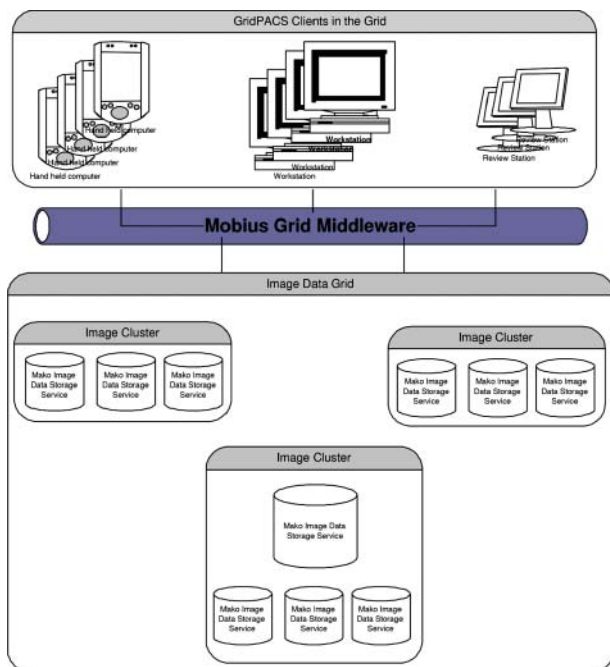 GridPACS Clients in the Grid
Hand held computer
Hand held computer
Hand held computer
Hand held computer
Workstation
Workstation
Workstation
Workstation
Review Station
Review Station
Review Station
Mobius Grid Middleware
Image Data Grid
Image Cluster
Mako Image
Data Storage
Service
Mako Image
Data Storage
Service
Mako Image
Data Storage
Service
Image Cluster
Mako Image
Data Storage
Service
Mako Image
Data Storage
Service
Mako Image
Data Storage
Service
Image Cluster
Mako Image Data
Storage Service
Mako Image
Data Storage
Service
Mako Image
Data Storage
Service
Mako Image
Data Storage
Service